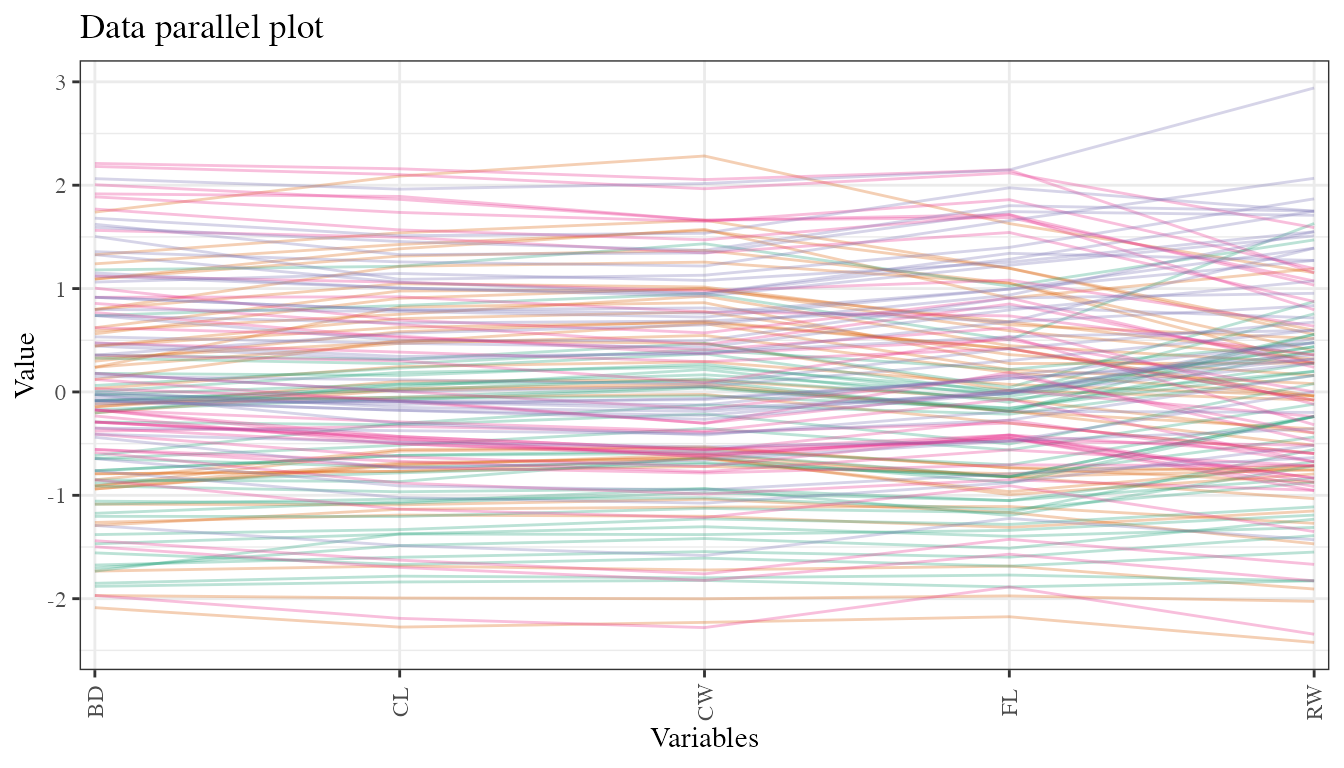 Data parallel plot
Value
3
2
1
0
-1
-2
BD
CL
CW
FL
RW
Variables